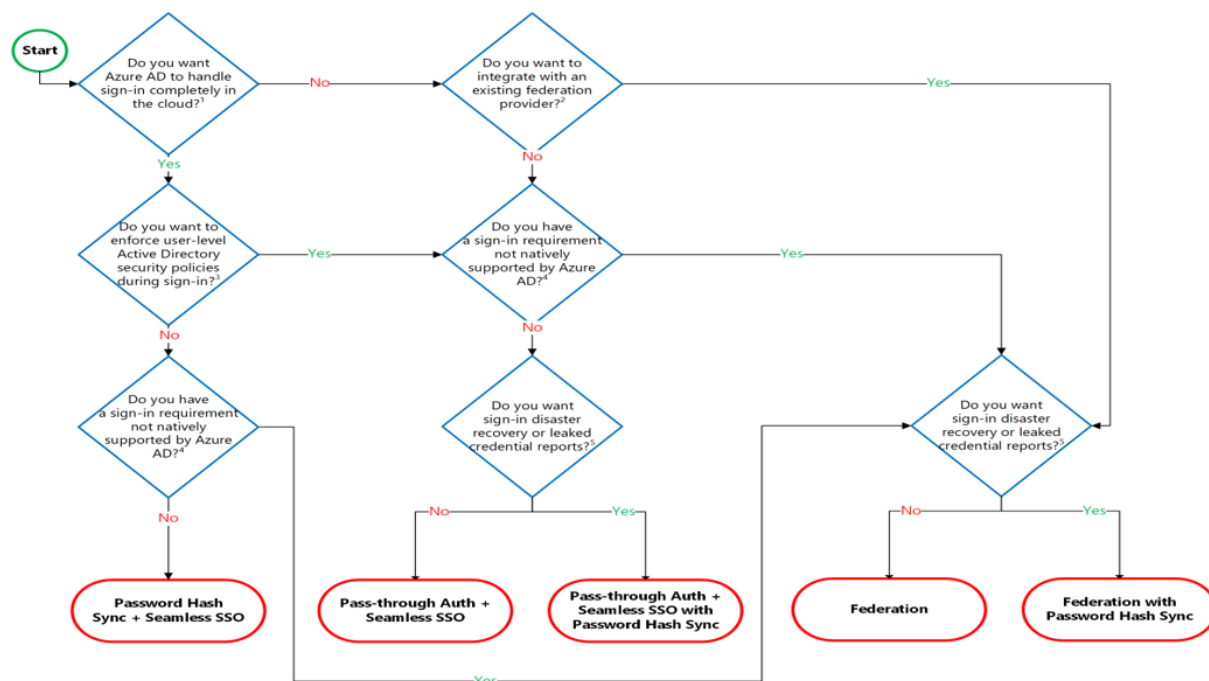 Start
Do you want
Azure AD to handle
sign-in completely in
the cloud?¹
No
Do you want to
integrate with an
existing federation
provider?²
Yes
Yes
No
Do you want to
enforce user-level
Active Directory
security policies
during sign-in?³
Yes
Do you have
a sign-in requirement
not natively
supported by Azure
AD?⁴
Yes
No
No
Do you have
a sign-in requirement
not natively
supported by Azure
AD?⁴
Do you want
sign-in disaster
recovery or leaked
credential reports?⁵
Do you want
sign-in disaster
recovery or leaked
credential reports?⁵
No
No
Yes
No
Yes
Password Hash
Sync + Seamless SSO
Pass-through Auth +
Seamless SSO
Pass-through Auth +
Seamless SSO with
Password Hash Sync
Federation
Federation with
Password Hash Sync
Yes